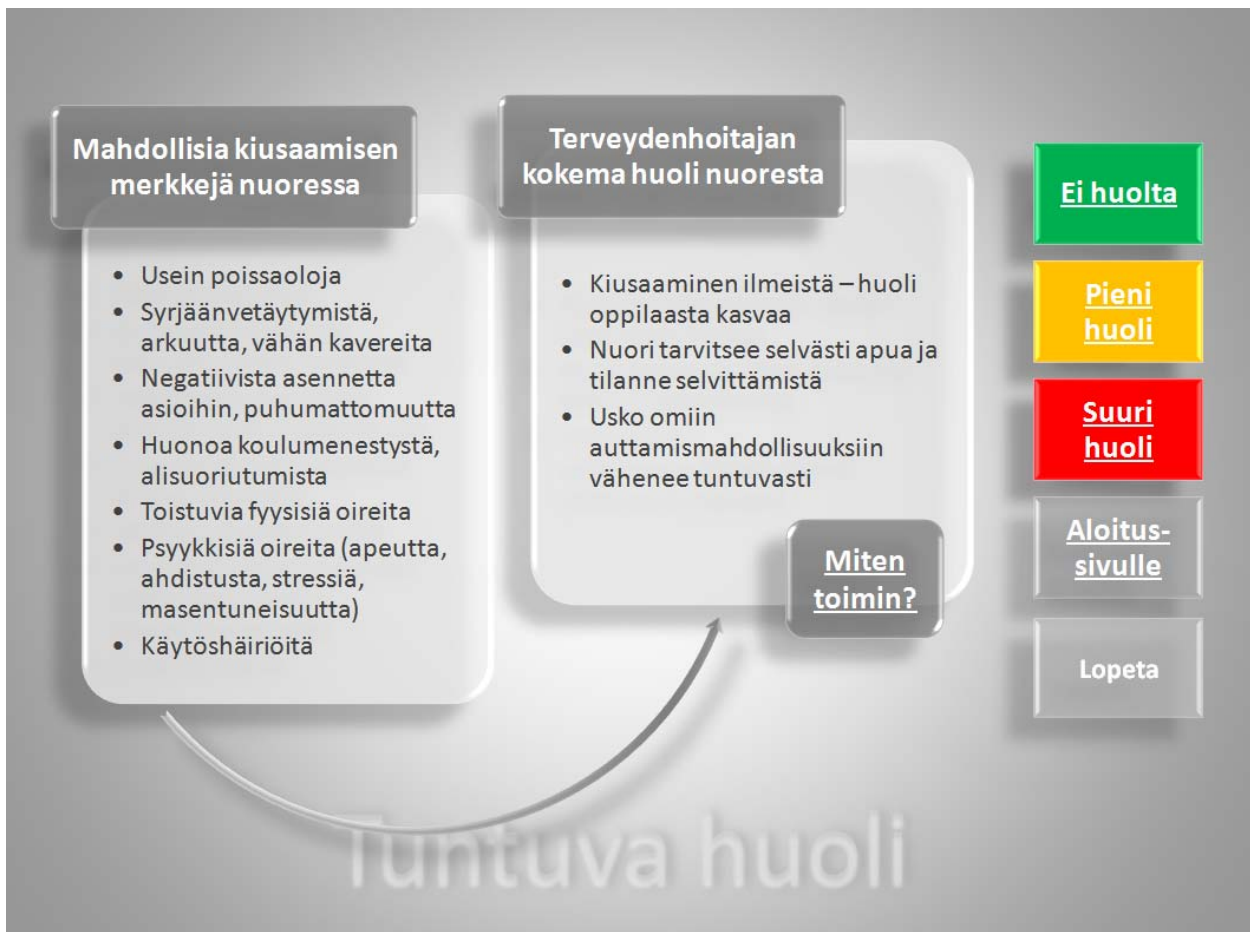 Mahdollisia kiusaamisen
merkkejä nuoressa
• Usein poissaoloja
• Syrjäänvetäytymistä,
arkuutta, vähän kavereita
• Negatiivista asennetta
asioihin, puhumattomuutta
• Huonoa koulumenestystä,
alisuoriutumista
• Toistuvia fyysisiä oireita
• Psyykkisiä oireita (apeutta,
ahdistusta, stressiä,
masentuneisuutta)
• Käytöshäiriöitä
Terveydenhoitajan
kokema huoli nuoresta
• Kiusaaminen ilmeistä – huoli
oppilaasta kasvaa
• Nuori tarvitsee selvästi apua ja
tilanne selvittämistä
• Usko omiin
auttamismahdollisuuksiin
vähenee tuntuvasti
Miten
toimin?
Ei huolta
Pieni
huoli
Suuri
huoli
Aloitus-
sivulle
Lopeta
Tuntuva huoli